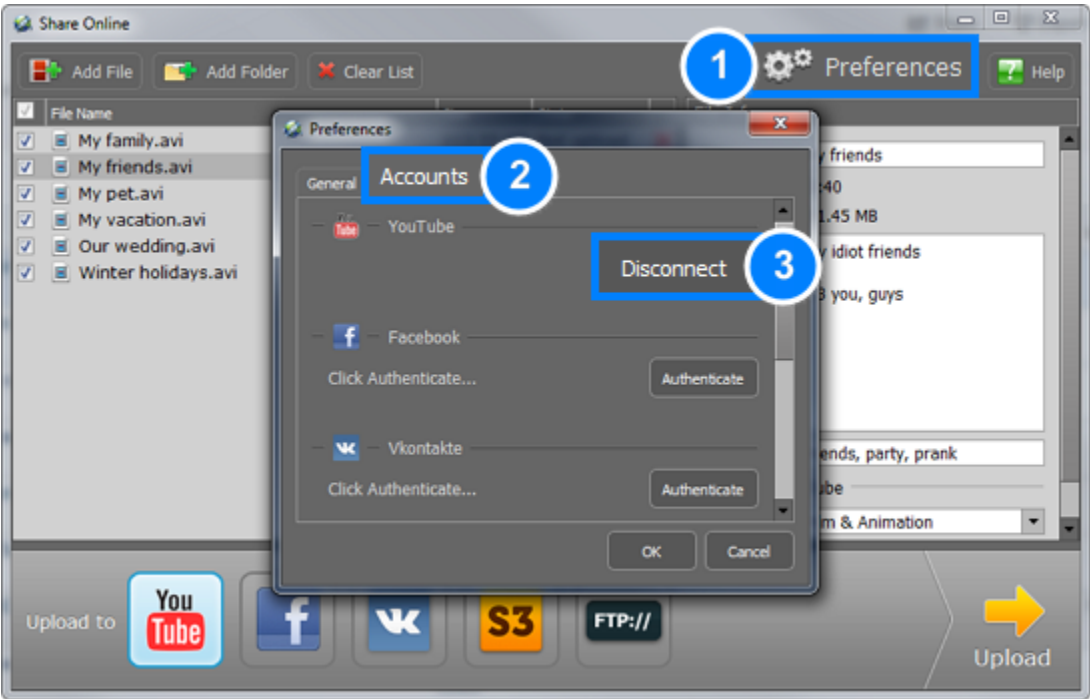 Share Online
Add File Add Folder Clear List 1 Preferences Help
File Name
My family.avi
My friends.avi
My pet.avi
My vacation.avi
Our wedding.avi
Winter holidays.avi
Preferences
General Accounts 2
YouTube
Disconnect 3
Facebook
Click Authenticate... Authenticate
Vkontakte
Click Authenticate... Authenticate
OK Cancel
friends
:40
1.45 MB
idiot friends
you, guys
ends, party, prank
be
m & Animation
Upload to You Tube f S3 FTP:// Upload